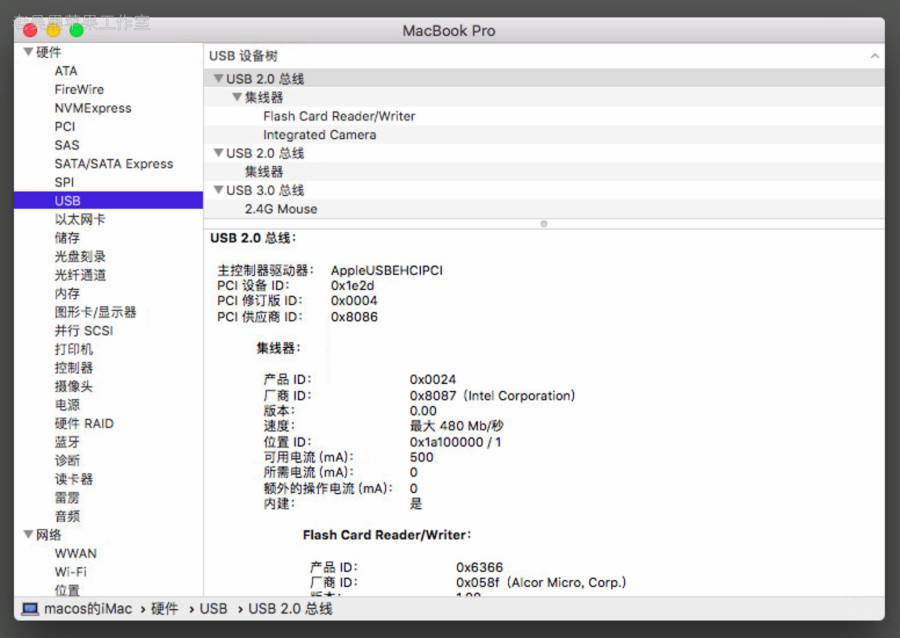 MacBook Pro
硬件
ATA
FireWire
NVMExpress
PCI
SAS
SATA/SATA Express
SPI
USB
以太网卡
储存
光盘刻录
光纤通道
内存
图形卡/显示器
并行 SCSI
打印机
控制器
摄像头
电源
硬件 RAID
蓝牙
诊断
读卡器
雷雳
音频
网络
WWAN
Wi-Fi
位置
USB 设备树
USB 2.0 总线
集线器
Flash Card Reader/Writer
Integrated Camera
USB 2.0 总线
集线器
USB 3.0 总线
2.4G Mouse
USB 2.0 总线：
主控制器驱动器： AppleUSBEHCIPCI
PCI 设备 ID： 0x1e2d
PCI 修订版 ID： 0x0004
PCI 供应商 ID： 0x8086
集线器：
产品 ID： 0x0024
厂商 ID： 0x8087 (Intel Corporation)
版本： 0.00
速度： 最大 480 Mb/秒
位置 ID： 0x1a100000 / 1
可用电流 (mA)： 500
所需电流 (mA)： 0
额外的操作电流 (mA)： 0
内建： 是
Flash Card Reader/Writer：
产品 ID： 0x6366
厂商 ID： 0x058f (Alcor Micro, Corp.)
版本： 1.00
macos的iMac › 硬件 › USB › USB 2.0 总线